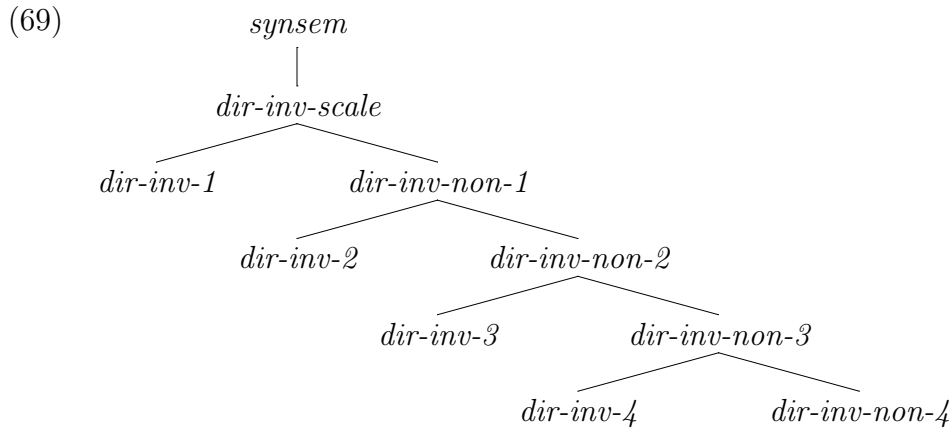 (69)
synsem
dir-inv-scale
dir-inv-1 dir-inv-non-1
dir-inv-2 dir-inv-non-2
dir-inv-3 dir-inv-non-3
dir-inv-4 dir-inv-non-4